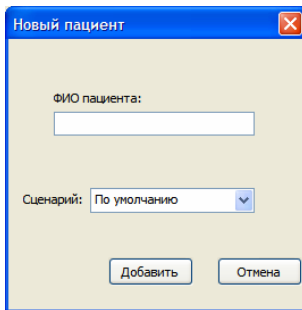 Новый пациент
ФИО пациента:
Сценарий: По умолчанию
Добавить Отмена